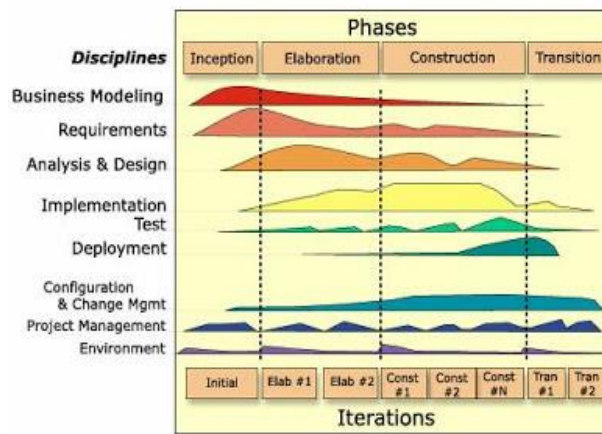 Phases
Disciplines
Inception
Elaboration
Construction
Transition
Business Modeling
Requirements
Analysis & Design
Implementation
Test
Deployment
Configuration
& Change Mgmt
Project Management
Environment
Initial
Elab #1
Elab #2
Const
#1
Const
#2
Const
#N
Tran
#1
Tran
#2
Iterations